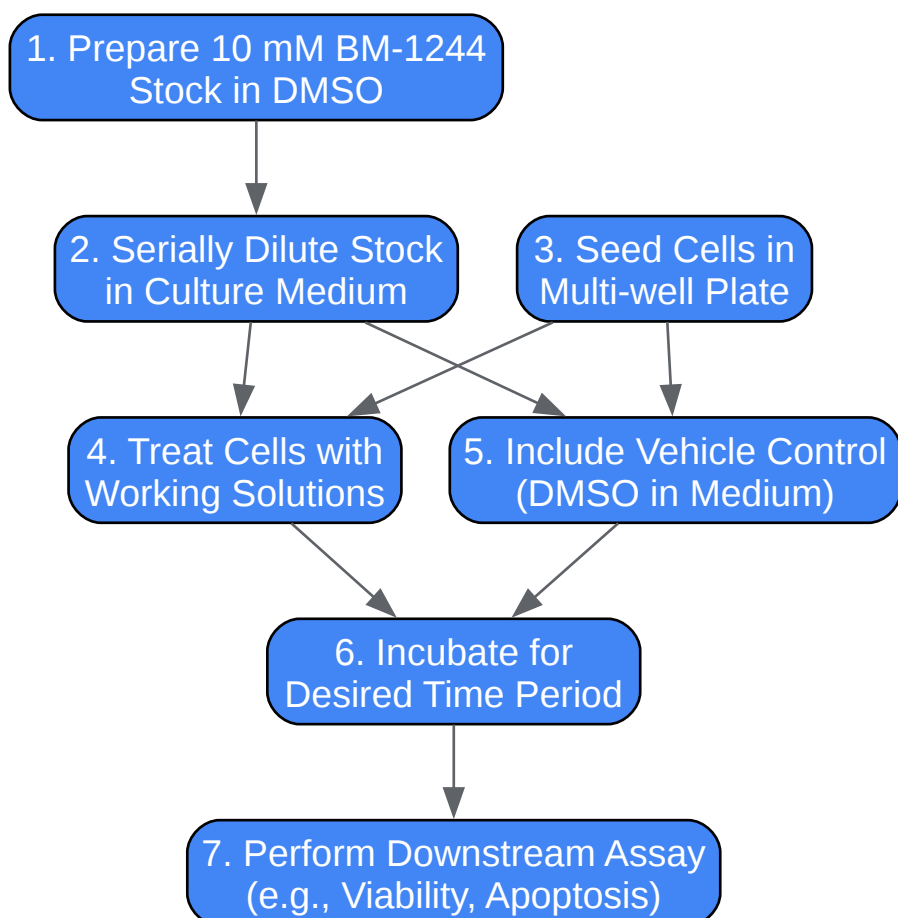 1. Prepare 10 mM BM-1244
Stock in DMSO
2. Serially Dilute Stock
in Culture Medium
3. Seed Cells in
Multi-well Plate
4. Treat Cells with
Working Solutions
5. Include Vehicle Control
(DMSO in Medium)
6. Incubate for
Desired Time Period
7. Perform Downstream Assay
(e.g., Viability, Apoptosis)